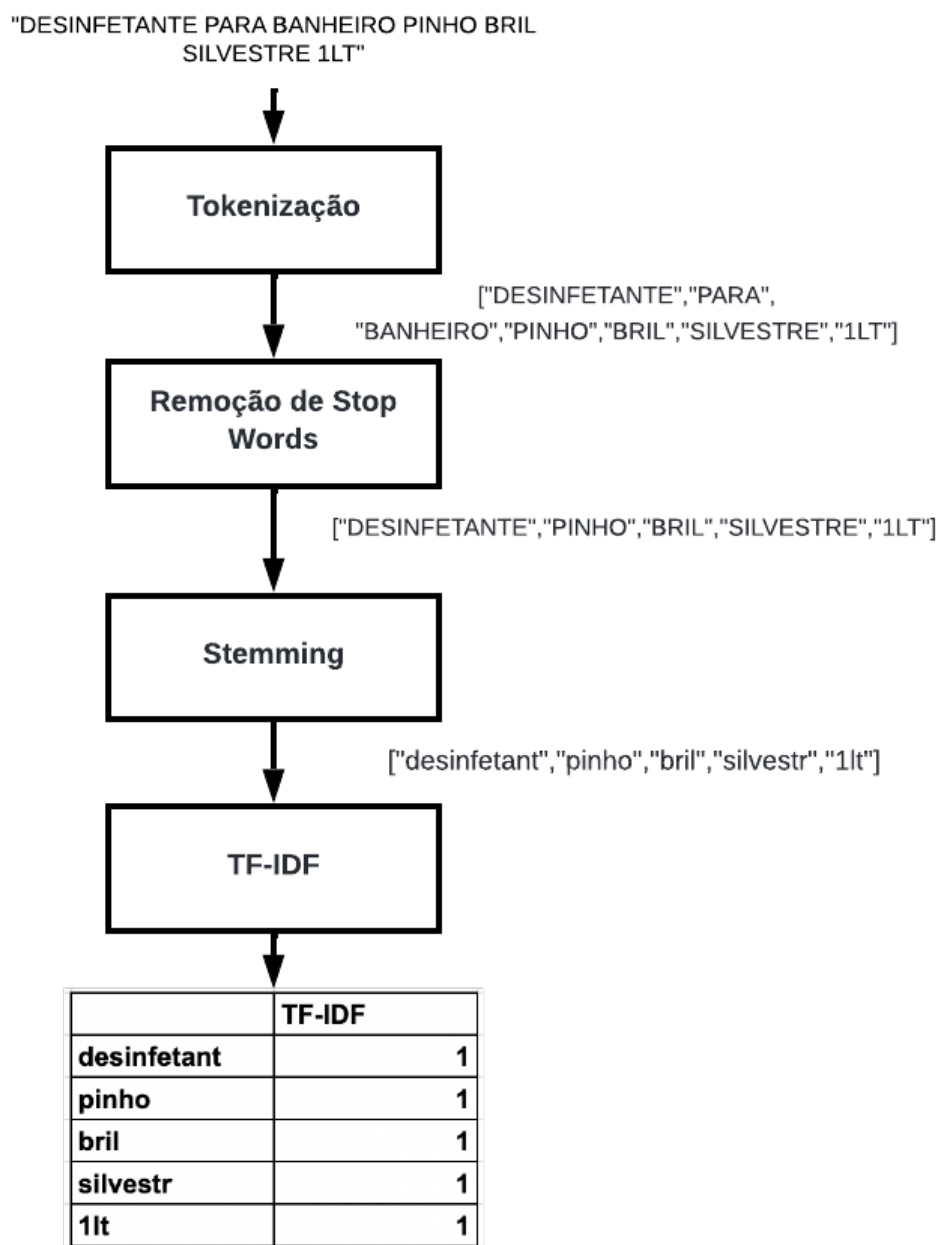 "DESINFETANTE PARA BANHEIRO PINHO BRIL
SILVESTRE 1LT"
Tokenização
["DESINFETANTE","PARA",
"BANHEIRO","PINHO","BRIL","SILVESTRE","1LT"]
Remoção de Stop
Words
["DESINFETANTE","PINHO","BRIL","SILVESTRE","1LT"]
Stemming
["desinfetant","pinho","bril","silvestr","1lt"]
TF-IDF
TF-IDF
desinfetant 1
pinho 1
bril 1
silvestr 1
1lt 1